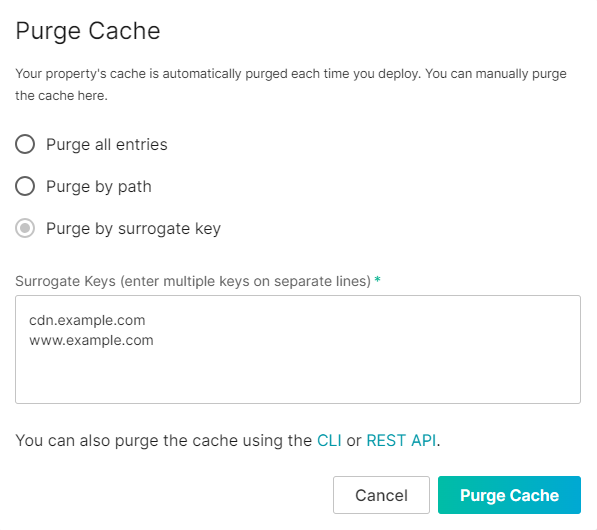 Purge Cache
Your property's cache is automatically purged each time you deploy. You can manually purge
the cache here.
Purge all entries
Purge by path
Purge by surrogate key
Surrogate Keys (enter multiple keys on separate lines) *
cdn.example.com
www.example.com
You can also purge the cache using the CLI or REST API.
Cancel
Purge Cache